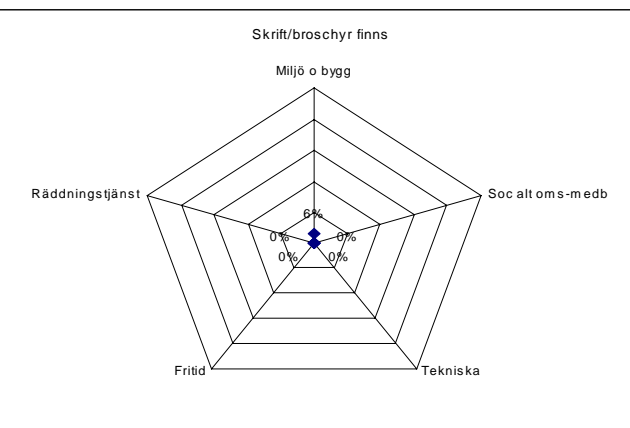 Skrift/broschyr finns
Miljö o bygg
Räddningstjänst
Soc alt oms-medb
6%
0%
0%
0%
0%
Fritid
Tekniska